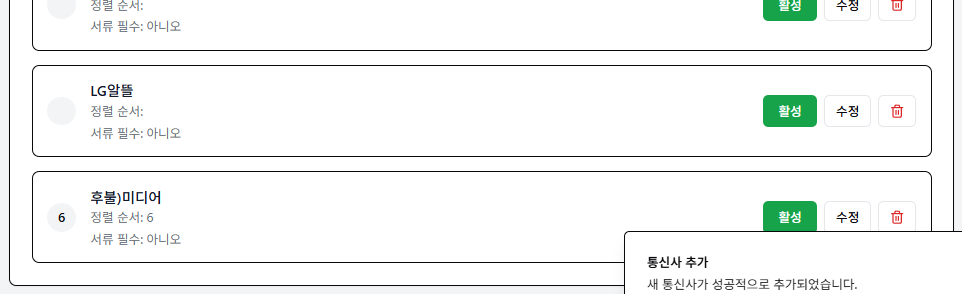 정렬 순서:
활성
수정
서류 필수: 아니오
LG알뜰
정렬 순서:
서류 필수: 아니오
활성
수정
6
후불)미디어
정렬 순서: 6
서류 필수: 아니오
활성
수정
통신사 추가
새 통신사가 성공적으로 추가되었습니다.